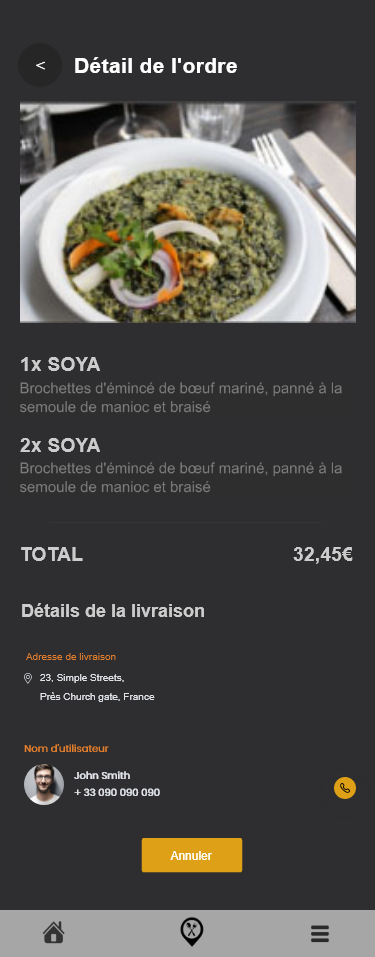 <
Détail de l'ordre
1x SOYA
Brochettes d'émincé de bœuf mariné, panné à la
semoule de manioc et braisé
2x SOYA
Brochettes d'émincé de bœuf mariné, panné à la
semoule de manioc et braisé
TOTAL 32,45€
Détails de la livraison
Adresse de livraison
23, Simple Streets,
Près Church gate, France
Nom d'utilisateur
John Smith
+ 33 090 090 090
Annuler